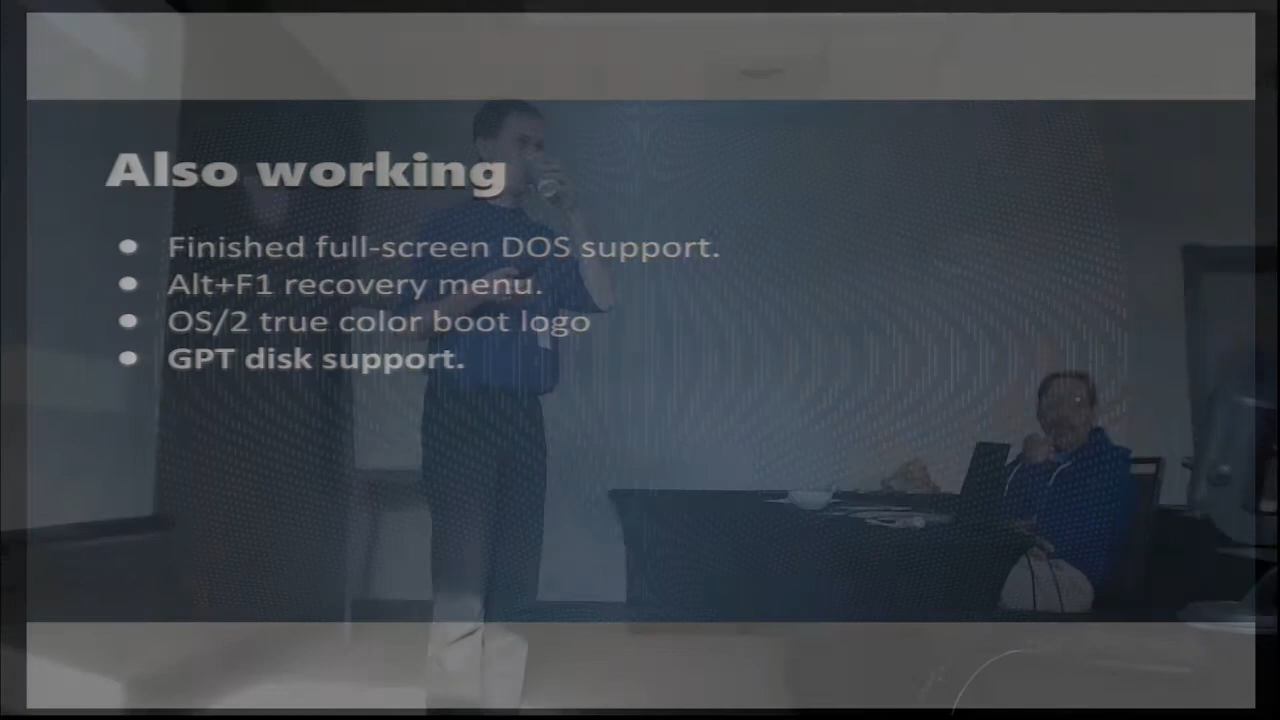 Also working
Finished full-screen DOS support.
Alt+F1 recovery menu.
OS/2 true color boot logo
GPT disk support.